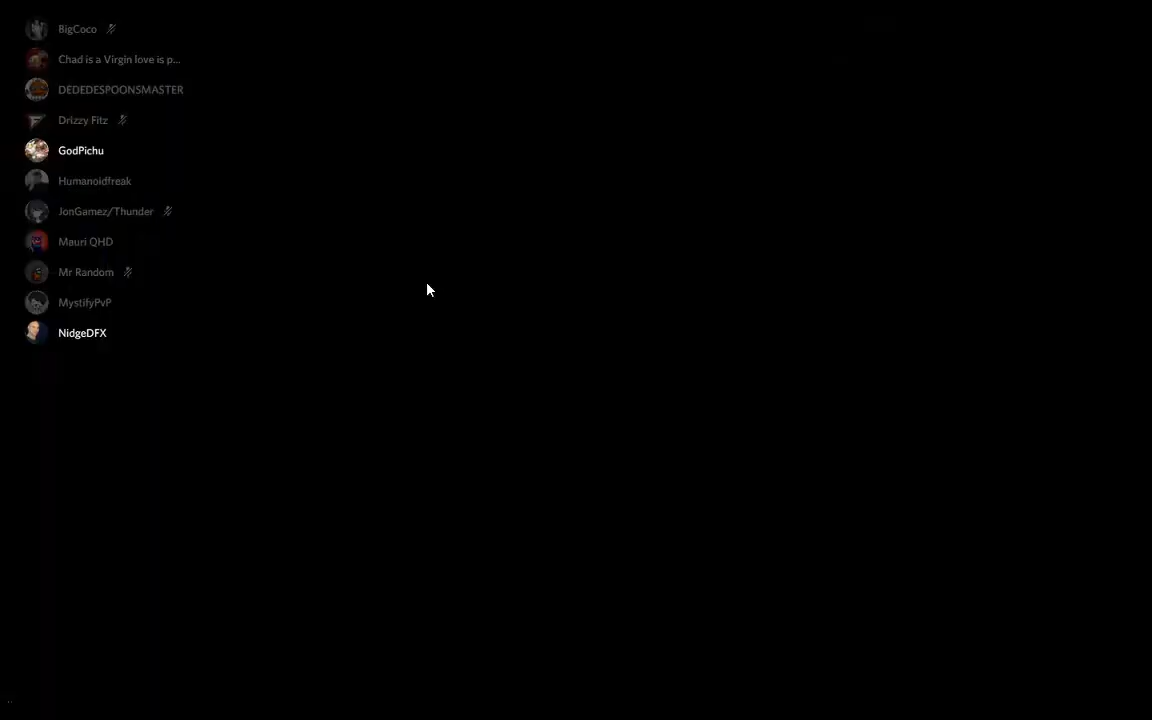 BigCoco
Chad is a Virgin love is p...
DEDEDESPOONSMASTER
Drizzy Fitz
GodPichu
Humanoidfreak
JonGamez/Thunder
Mauri QHD
Mr Random
MystifyPvP
NidgeDFX